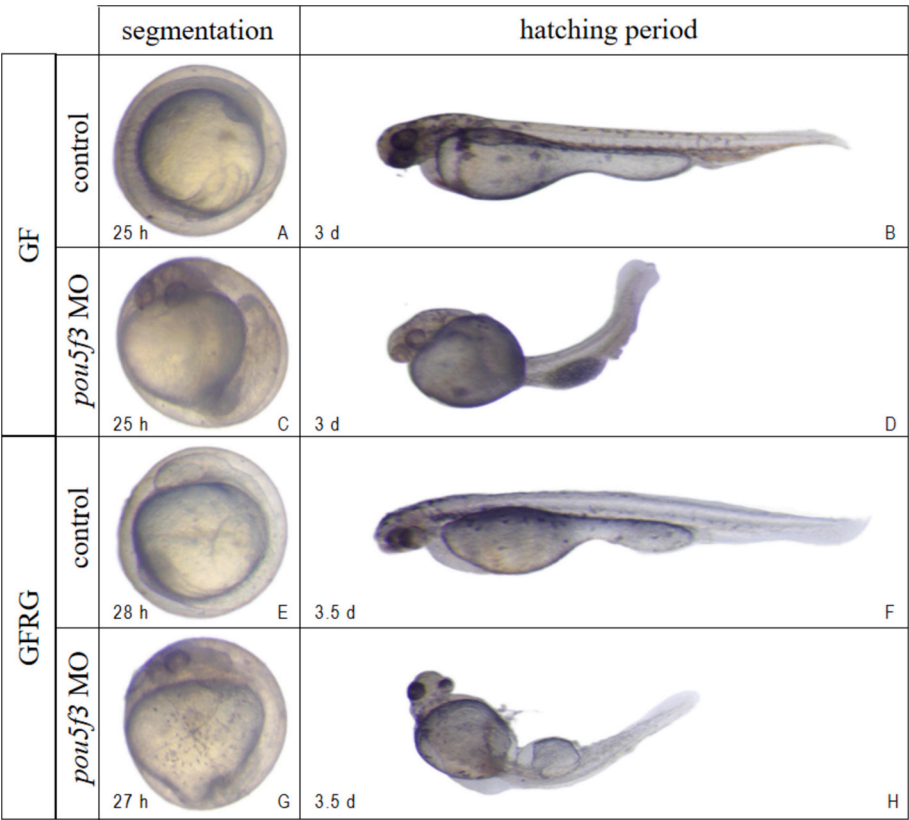 segmentation hatching period
GF
control
25 h A 3 d B
pou5f3 MO
25 h C 3 d D
GFRG
control
28 h E 3.5 d F
pou5f3 MO
27 h G 3.5 d H